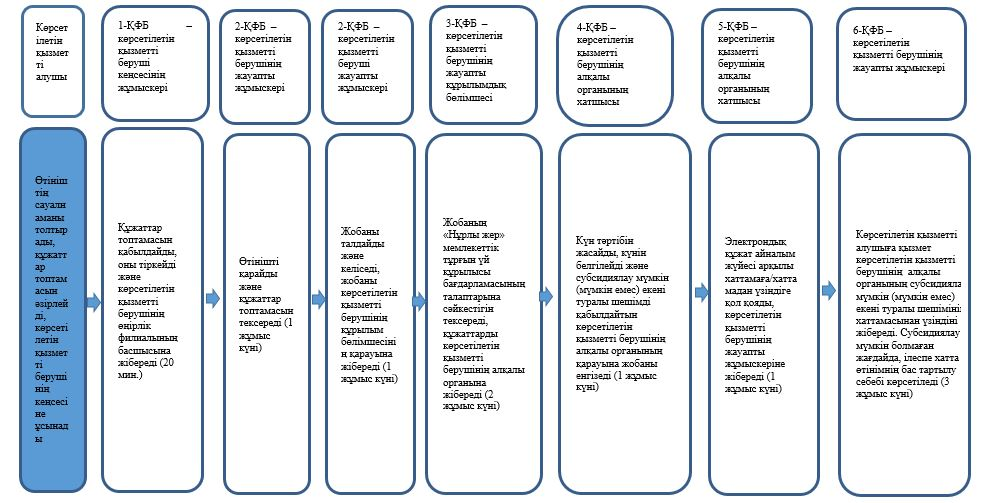 Көрсет
ілетін
қызмет
ті
алушы
1-ҚФБ –
көрсетілетін
қызметті
беруші
кеңсесінің
жұмыскері
2-ҚФБ –
көрсетілетін
қызметті
берушінің
жауапты
жұмыскері
2-ҚФБ –
көрсетілетін
қызметті
беруші
жауапты
жұмыскері
3-ҚФБ –
көрсетілетін
қызметті
берушінің
жауапты
құрылымдық
бөлімшесі
4-ҚФБ –
көрсетілетін
қызметті
берушінің
алқалы
органының
хатшысы
5-ҚФБ –
көрсетілетін
қызметті
берушінің
алқалы
органының
хатшысы
6-ҚФБ –
көрсетілетін
қызметті берушінің
жауапты жұмыскері
Өтініш
тің
сауалн
аманы
толтыр
ады,
құжатт
ар
топтам
асын
әзірлей
ді,
көрсеті
летін
қызмет
ті
беруші
нің
кеңсесі
не
ұсынад
ы
Құжаттар
топтамасын
қабылдайды,
оны тіркейді
және
көрсетілетін
қызметті
берушінің
өңірлік
филиалының
басшысына
жібереді (20
мин.)
Өтінішті
қарайды
және
құжаттар
топтамасын
тексереді (1
жұмыс
күні)
Жобаны
талдайды
және
келіседі,
жобаны
көрсетілетін
қызметті
берушінің
құрылым
бөлімшесіні
ң қарауына
жібереді (1
жұмыс күні)
Жобаның
«Нұрлы жер»
мемлекеттік
тұрғын үй
құрылысы
бағдарламасының
талаптарына
сәйкестігін
тексереді,
құжаттарды
көрсетілетін
қызметті
берушінің алқалы
органына
жібереді (2
жұмыс күні)
Күн тәртібін
жасайды, күнін
белгілейді және
субсидиялау мүмкін
(мүмкін емес) екені
туралы шешімді
қабылдайтын
көрсетілетін
қызметті берушінің
алқалы органының
қарауына жобаны
енгізеді (1 жұмыс
күні)
Электрондық
құжат айналым
жүйесі арқылы
хаттамаға/хатта
мадан үзіндіге
қол қояды,
көрсетілетін
қызметті
берушінің
жауапты
жұмыскеріне
жібереді (1
жұмыс күні)
Көрсетілетін қызметті
алушыға қызмет
көрсетілетін қызметті
берушінің алқалы
органының субсидияла
мүмкін (мүмкін емес)
екені туралы шешіміні
хаттамасынан үзіндіні
жібереді. Субсидиялау
мүмкін болмаған
жағдайда, ілеспе хатта
өтінімнің бас тартылу
себебі көрсетіледі (3
жұмыс күні)